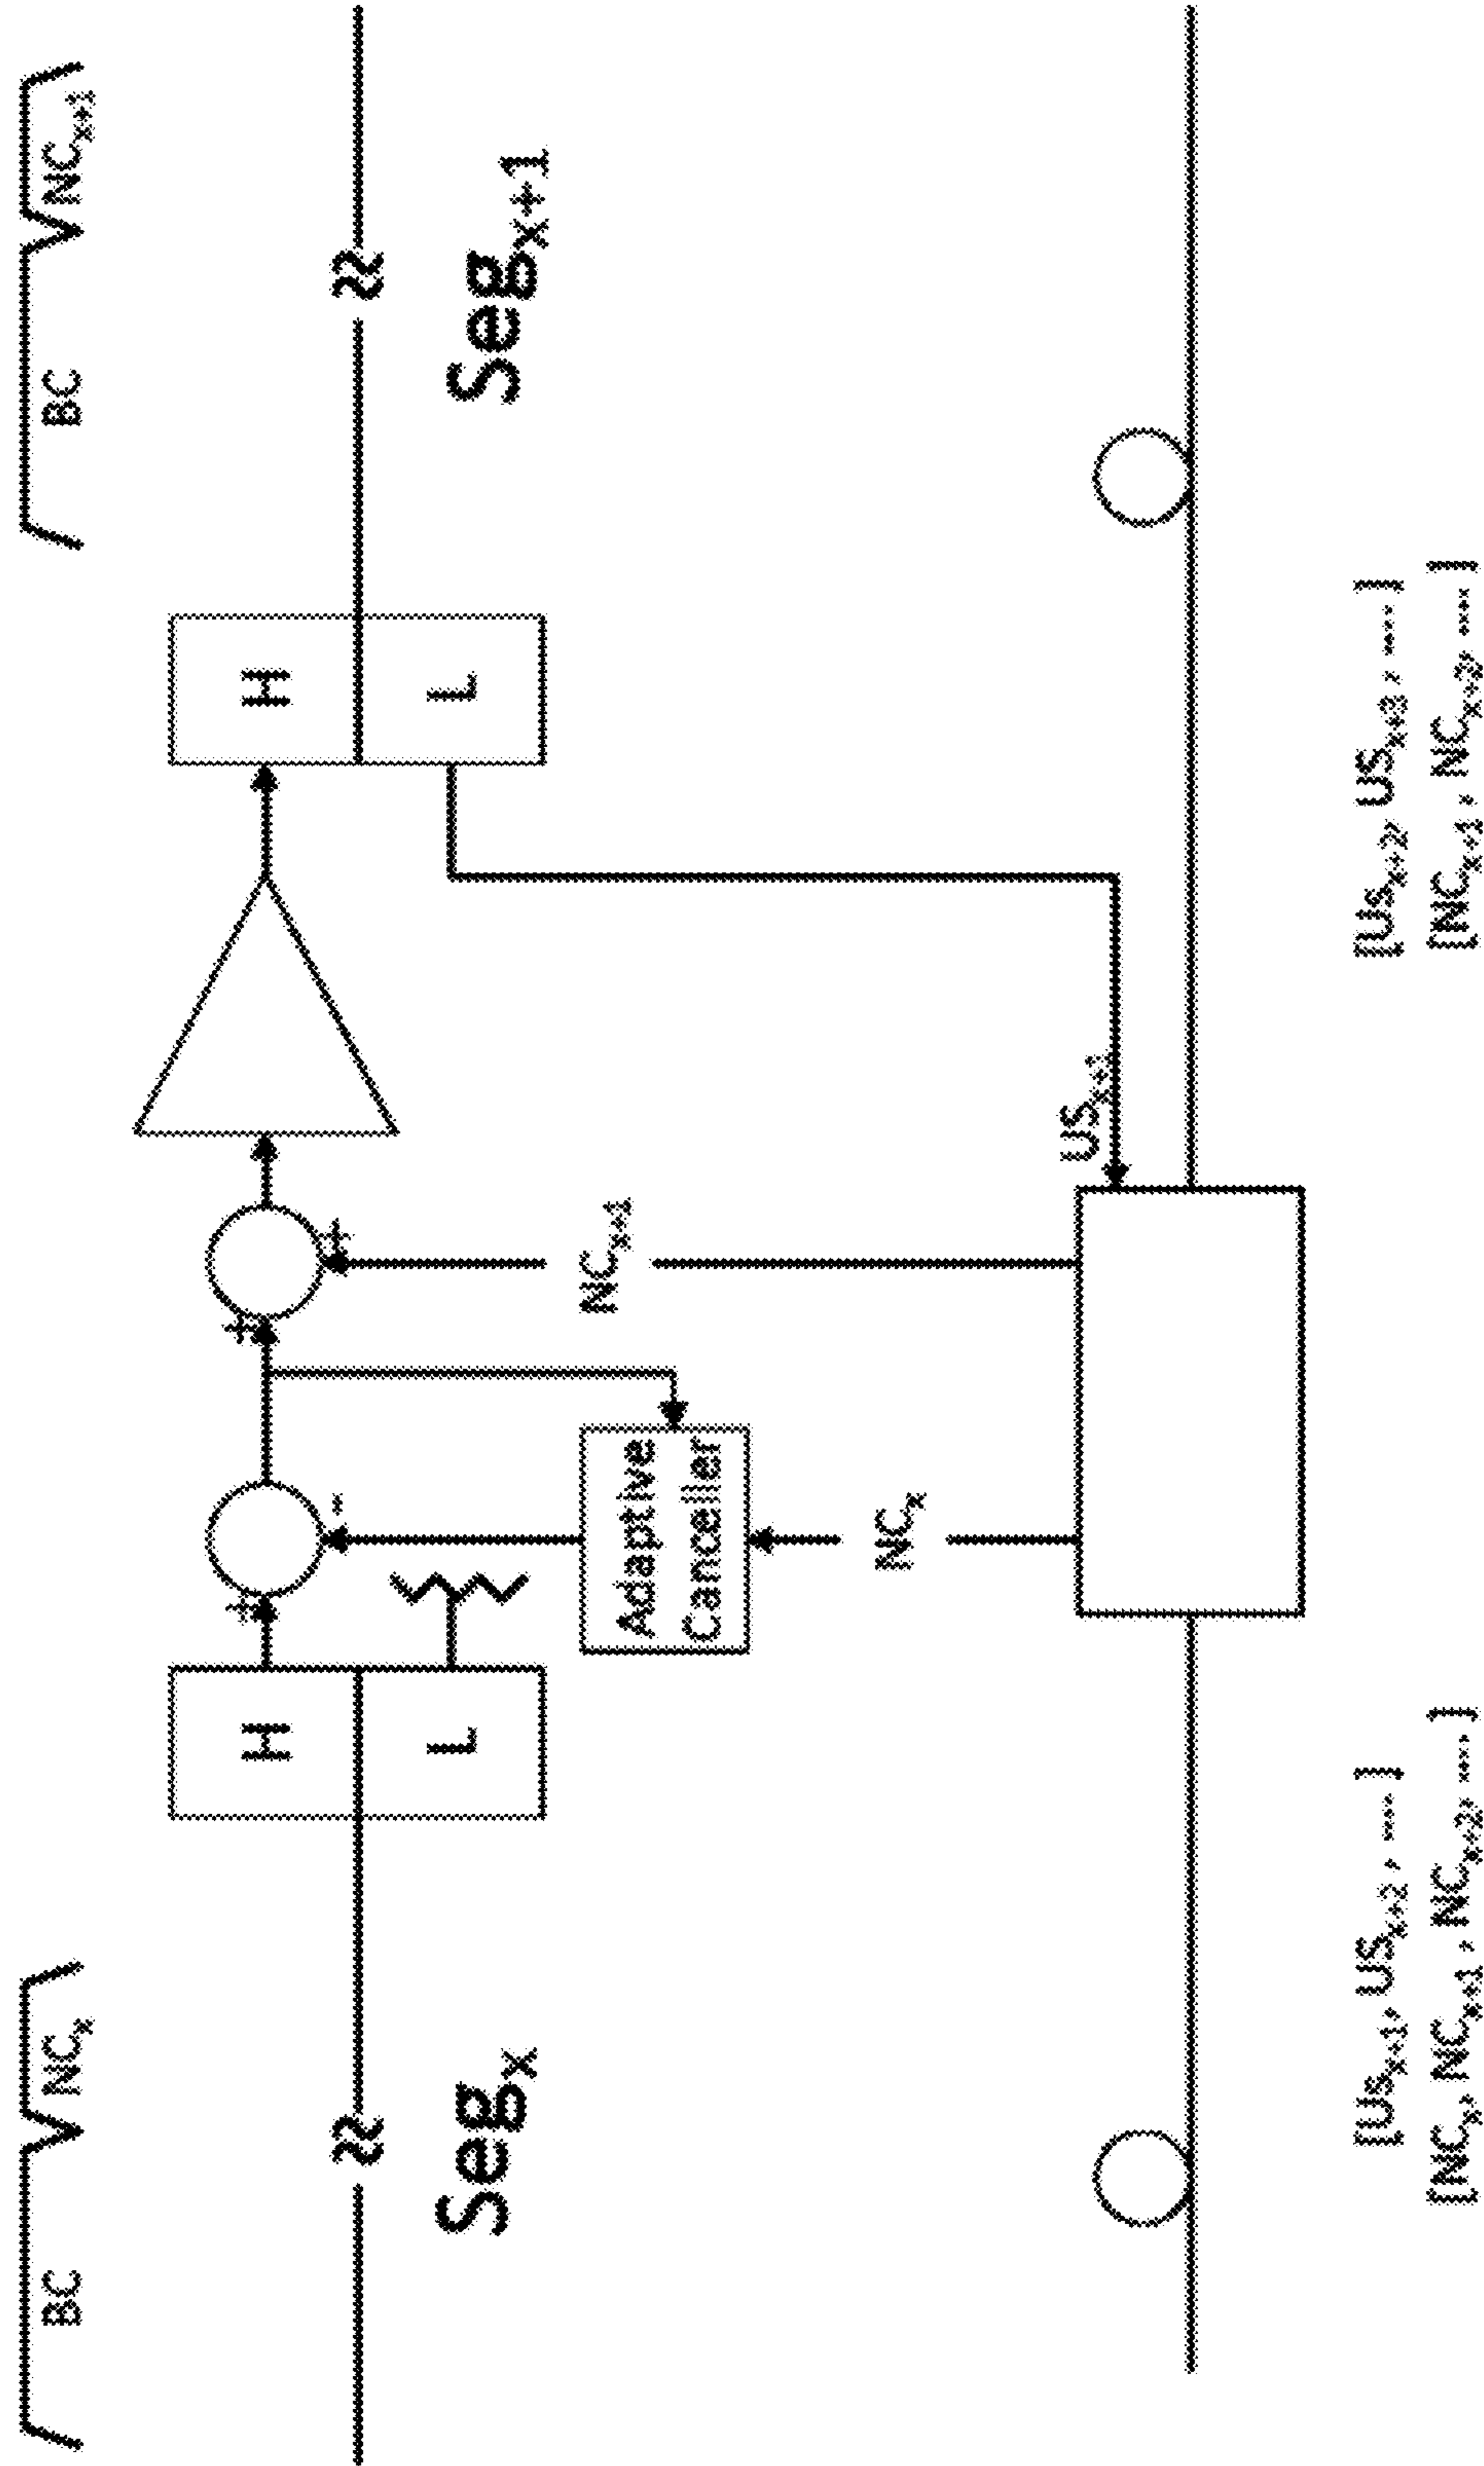 BC
NCₓ
BC
NCₓ₊₁
+
+
H
H
-
+
L
L
Segₓ
Segₓ₊₁
NCₓ₊₁
Adaptive
Canceller
NCₓ
USₓ₊₁
[Usₓ₊₁, USₓ₊₂ , ---- ]
[NCₓ, NCₓ₊₁ , NCₓ₊₂, ---- ]
[Usₓ₊₂, USₓ₊₃ , ---- ]
[NCₓ₊₁ , NCₓ₊₂, ---- ]